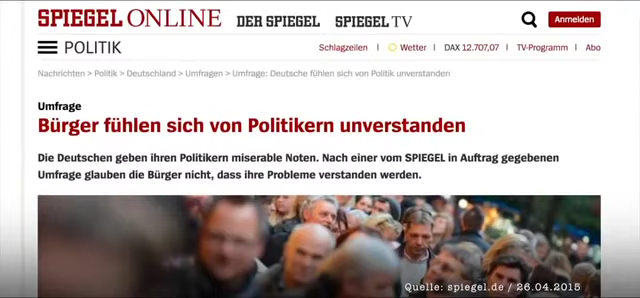 SPIEGEL ONLINE DER SPIEGEL SPIEGEL TV Anmelden
POLITIK Schlagzeilen | Wetter | DAX 12.707,07 | TV-Programm | Abo
Nachrichten > Politik > Deutschland > Umfragen > Umfrage: Deutsche fühlen sich von Politik unverstanden
Umfrage
Bürger fühlen sich von Politikern unverstanden
Die Deutschen geben ihren Politikern miserable Noten. Nach einer vom SPIEGEL in Auftrag gegebenen
Umfrage glauben die Bürger nicht, dass ihre Probleme verstanden werden.
Quelle: spiegel.de / 26.04.2015